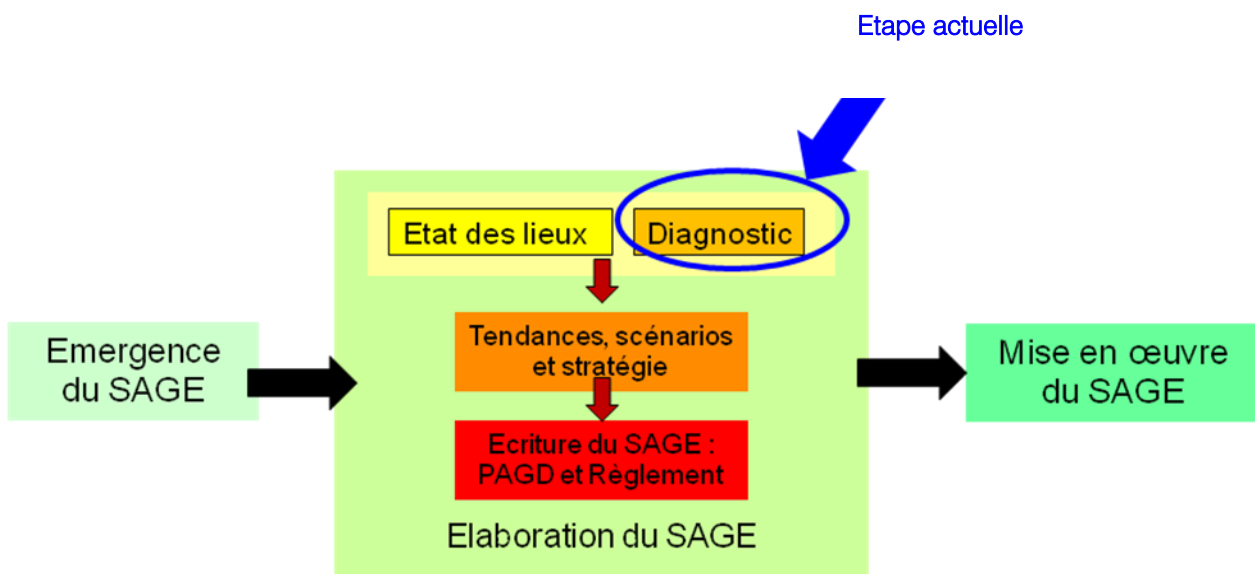 Etape actuelle
Etat des lieux
Diagnostic
Emergence
du SAGE
Tendances, scénarios
et stratégie
Ecriture du SAGE :
PAGD et Règlement
Elaboration du SAGE
Mise en œuvre
du SAGE